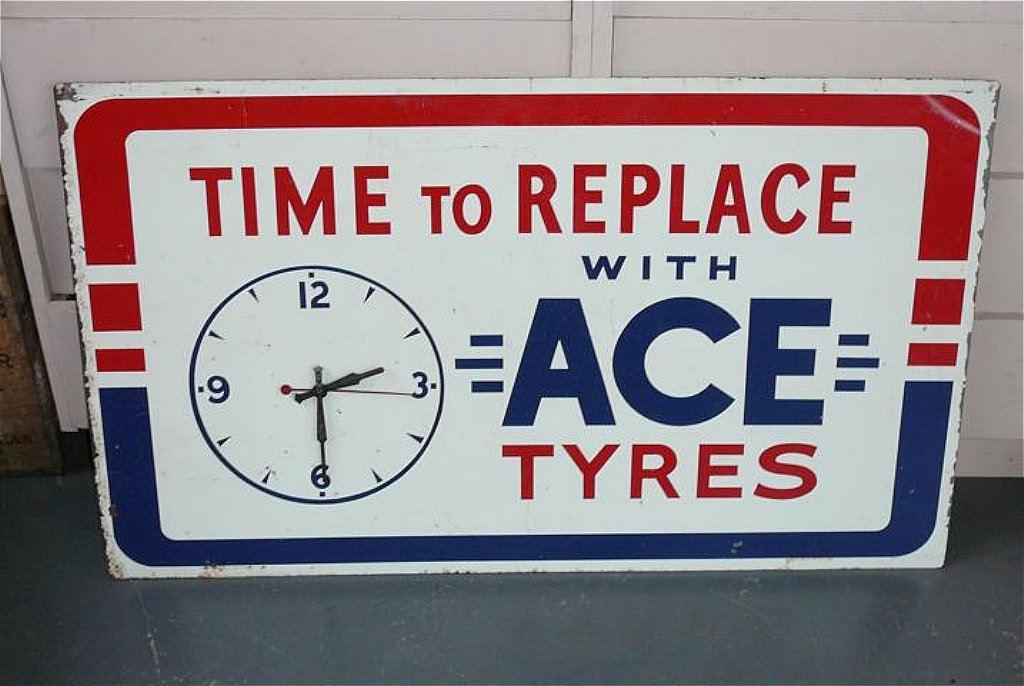 TIME TO REPLACE
WITH
ACE
TYRES
12
9 3
6